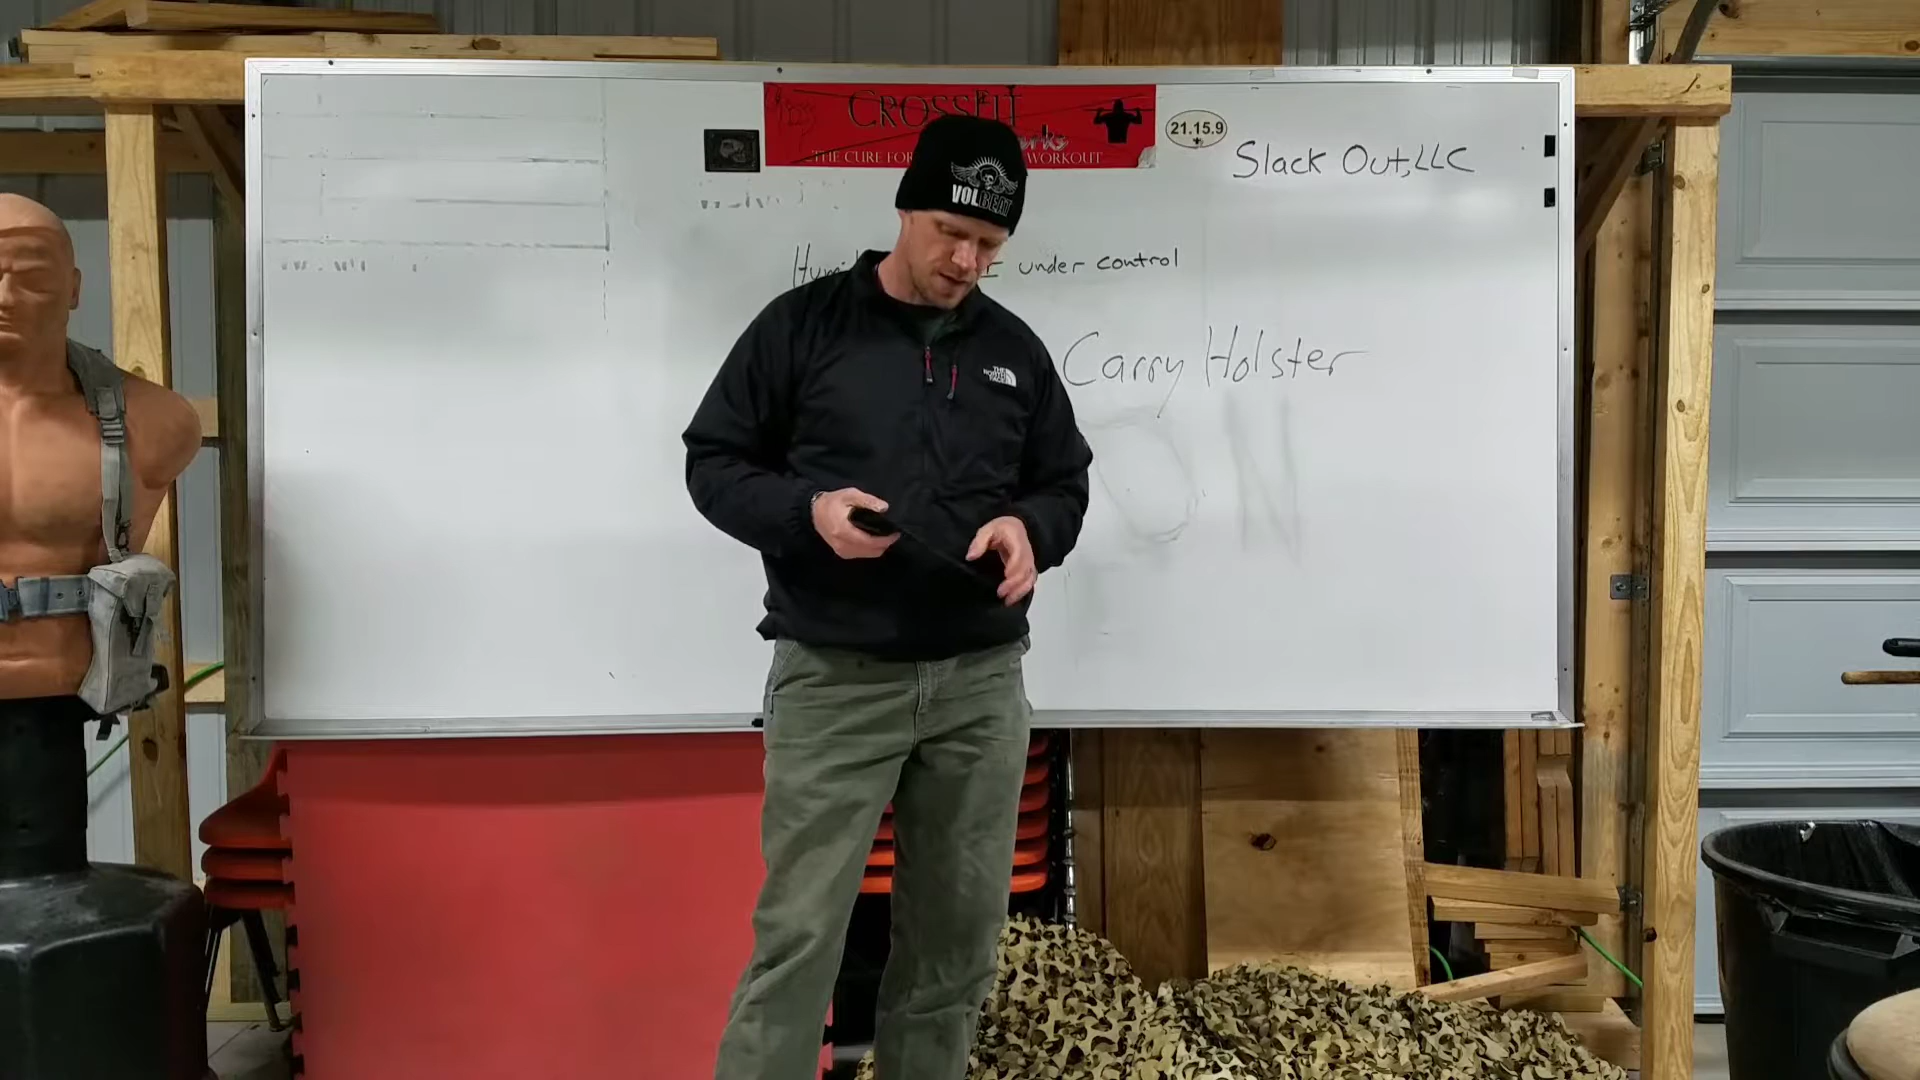 CROSSFIT
THE CURE FOR WORKOUT
21.15.9
Slack Out, LLC
VOLBEAT
under control
Carry Holster
THE NORTH FACE
ON